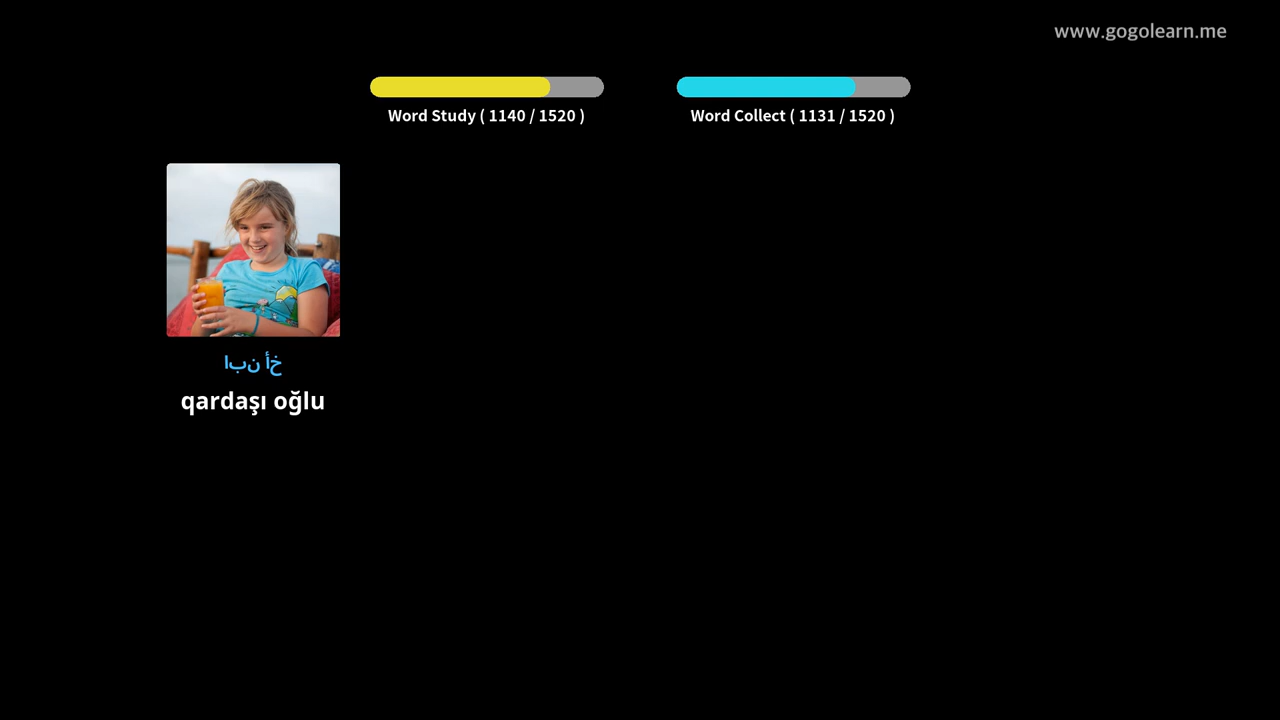 www.gogolearn.me
Word Study ( 1140 / 1520 )
Word Collect ( 1131 / 1520 )
ابن أخ
qardaşı oğlu